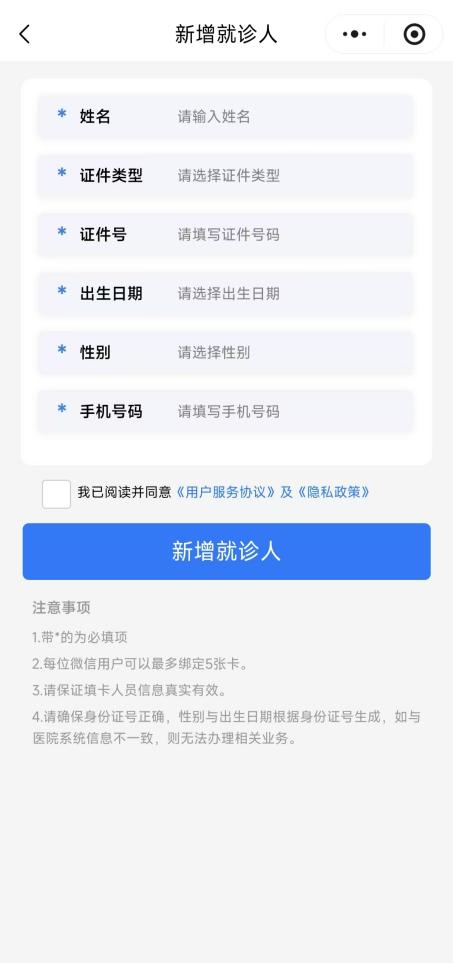 新增就诊人
* 姓名 请输入姓名
* 证件类型 请选择证件类型
* 证件号 请填写证件号码
* 出生日期 请选择出生日期
* 性别 请选择性别
* 手机号码 请填写手机号码
我已阅读并同意《用户服务协议》及《隐私政策》
新增就诊人
注意事项
1.带*的为必填项
2.每位微信用户可以最多绑定5张卡。
3.请保证填卡人员信息真实有效。
4.请确保身份证号正确，性别与出生日期根据身份证号生成，如与
医院系统信息不一致，则无法办理相关业务。